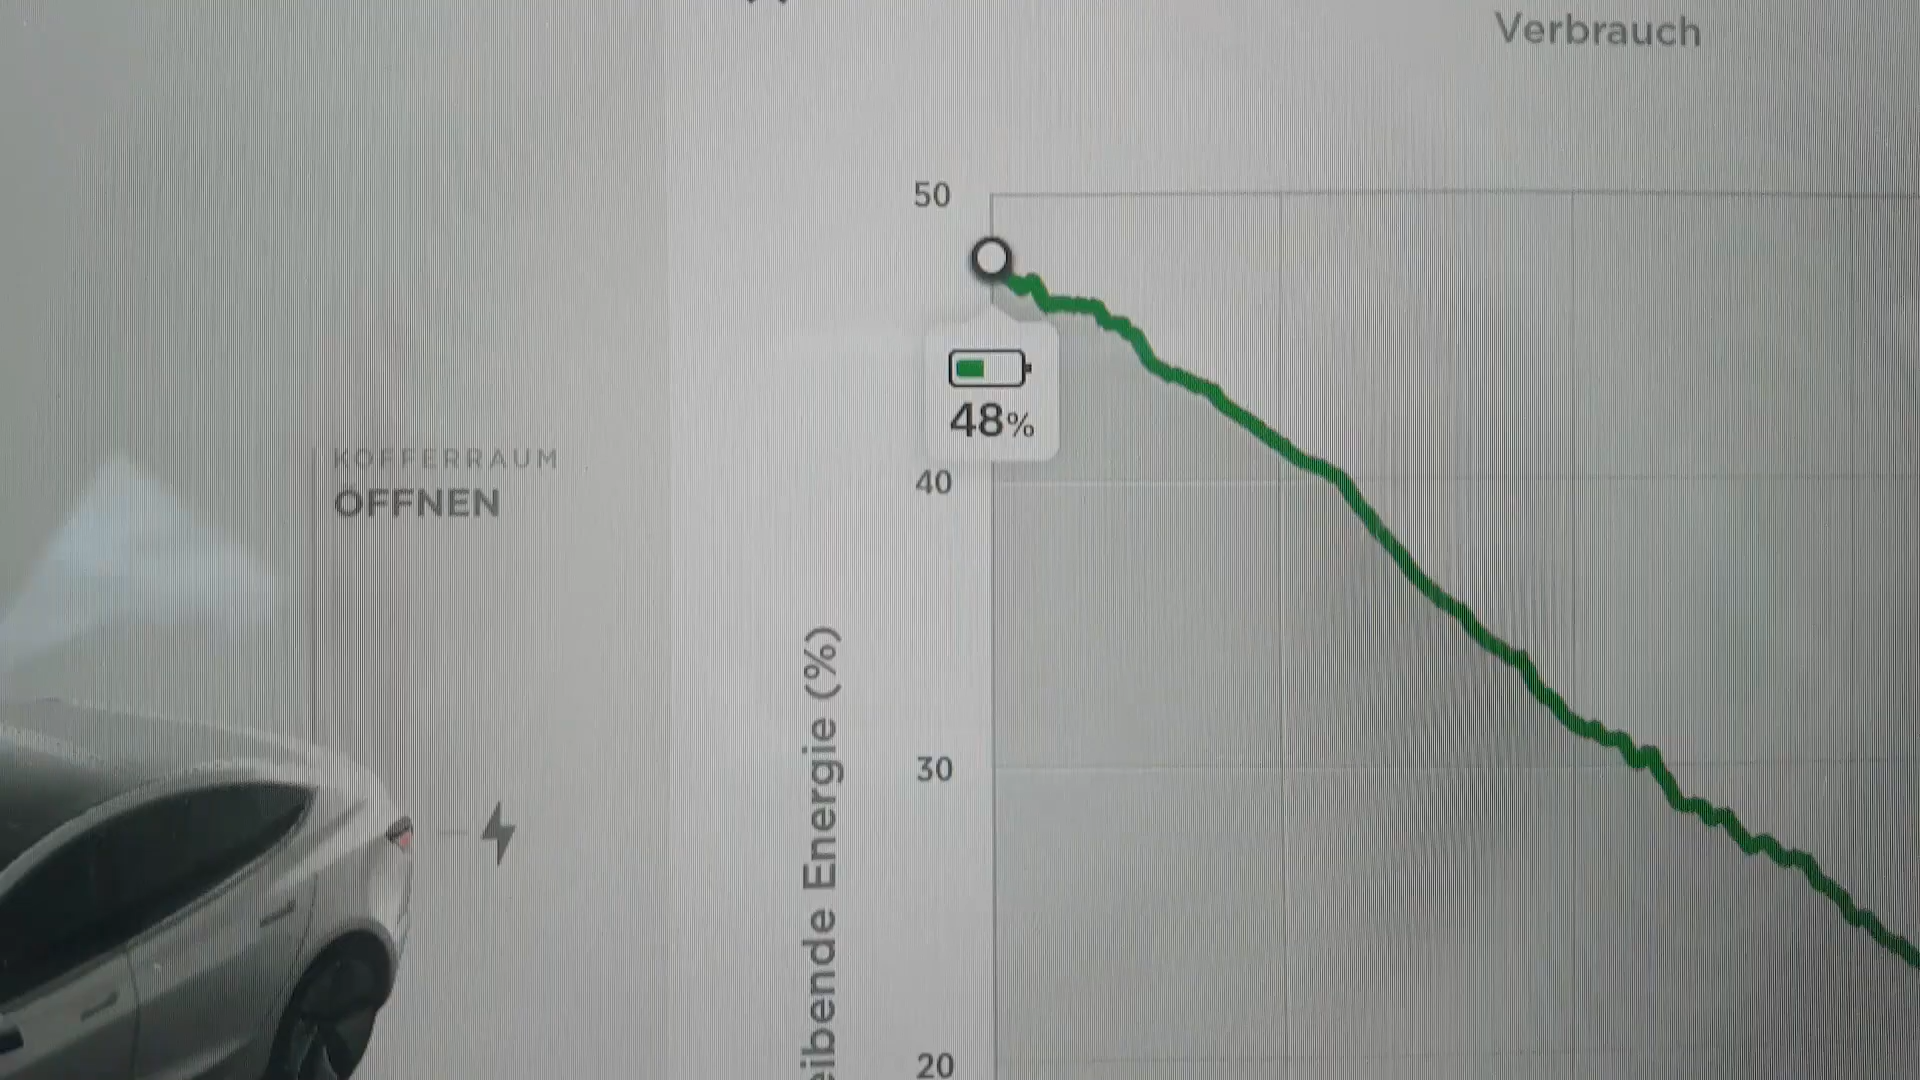 Verbrauch
50
48%
KOFFERRAUM
ÖFFNEN
40
30
eibende Energie (%)
20